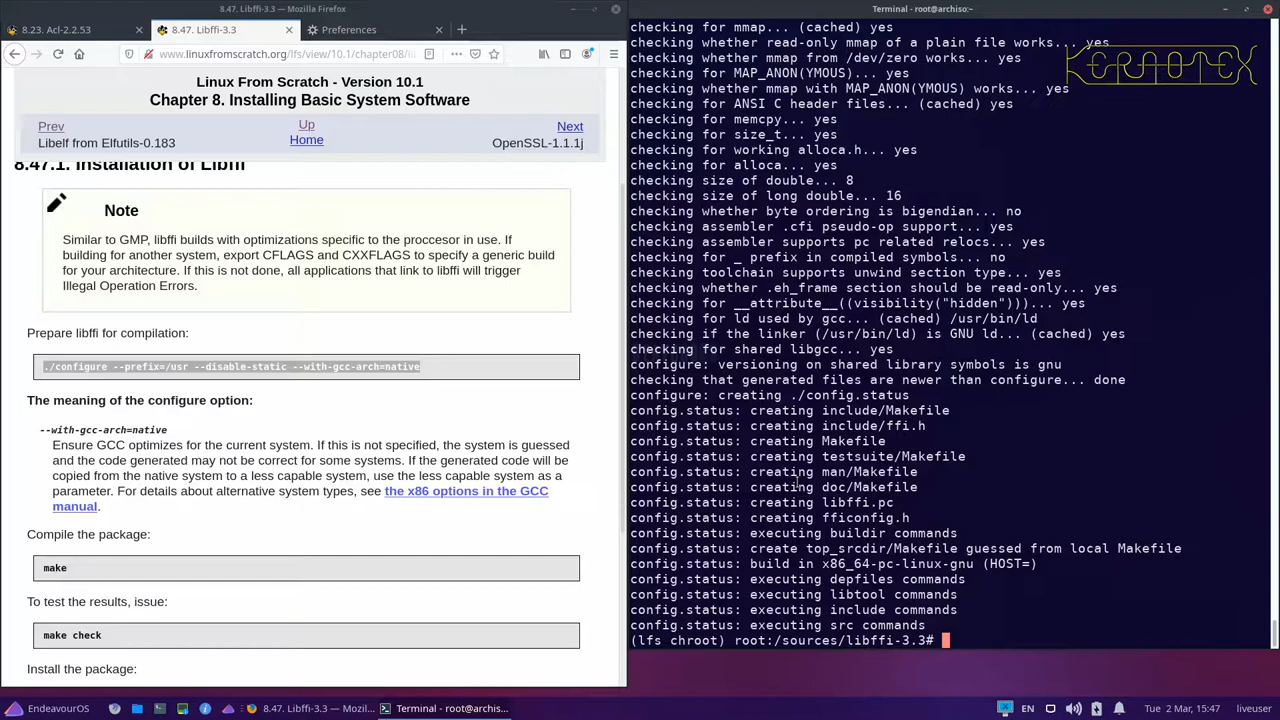 8.47. Libffi-3.3 — Mozilla Firefox
8.23. Acl-2.2.53
8.47. Libffi-3.3
Preferences
www.linuxfromscratch.org/lfs/view/10.1/chapter08/li
Linux From Scratch - Version 10.1
Chapter 8. Installing Basic System Software
Prev
Up
Next
Libelf from Elfutils-0.183
Home
OpenSSL-1.1.1j
8.47.1. Installation of Libffi
Note
Similar to GMP, libffi builds with optimizations specific to the proccesor in use. If
building for another system, export CFLAGS and CXXFLAGS to specify a generic build
for your architecture. If this is not done, all applications that link to libffi will trigger
Illegal Operation Errors.
Prepare libffi for compilation:
./configure --prefix=/usr --disable-static --with-gcc-arch=native
The meaning of the configure option:
--with-gcc-arch=native
Ensure GCC optimizes for the current system. If this is not specified, the system is guessed
and the code generated may not be correct for some systems. If the generated code will be
copied from the native system to a less capable system, use the less capable system as a
parameter. For details about alternative system types, see the x86 options in the GCC
manual.
Compile the package:
make
To test the results, issue:
make check
Install the package:
Terminal - root@archiso:~
KERNOTEX
checking for mmap... (cached) yes
checking whether read-only mmap of a plain file works... yes
checking whether mmap from /dev/zero works... yes
checking for MAP_ANON(YMOUS)... yes
checking whether mmap with MAP_ANON(YMOUS) works... yes
checking for ANSI C header files... (cached) yes
checking for memcpy... yes
checking for size_t... yes
checking for working alloca.h... yes
checking for alloca... yes
checking size of double... 8
checking size of long double... 16
checking whether byte ordering is bigendian... no
checking assembler .cfi pseudo-op support... yes
checking assembler supports pc related relocs... yes
checking for _ prefix in compiled symbols... no
checking toolchain supports unwind section type... yes
checking whether .eh_frame section should be read-only... yes
checking for __attribute__((visibility("hidden")))... yes
checking for ld used by gcc... (cached) /usr/bin/ld
checking if the linker (/usr/bin/ld) is GNU ld... (cached) yes
checking for shared libgcc... yes
configure: versioning on shared library symbols is gnu
checking that generated files are newer than configure... done
configure: creating ./config.status
config.status: creating include/Makefile
config.status: creating include/ffi.h
config.status: creating Makefile
config.status: creating testsuite/Makefile
config.status: creating man/Makefile
config.status: creating doc/Makefile
config.status: creating libffi.pc
config.status: creating fficonfig.h
config.status: executing buildir commands
config.status: create top_srcdir/Makefile guessed from local Makefile
config.status: build in x86_64-pc-linux-gnu (HOST=)
config.status: executing depfiles commands
config.status: executing libtool commands
config.status: executing include commands
config.status: executing src commands
(lfs chroot) root:/sources/libffi-3.3#
EndeavourOS
8.47. Libffi-3.3 — Mozil...
Terminal - root@archis...
EN
Tue 2 Mar, 15:47
liveuser